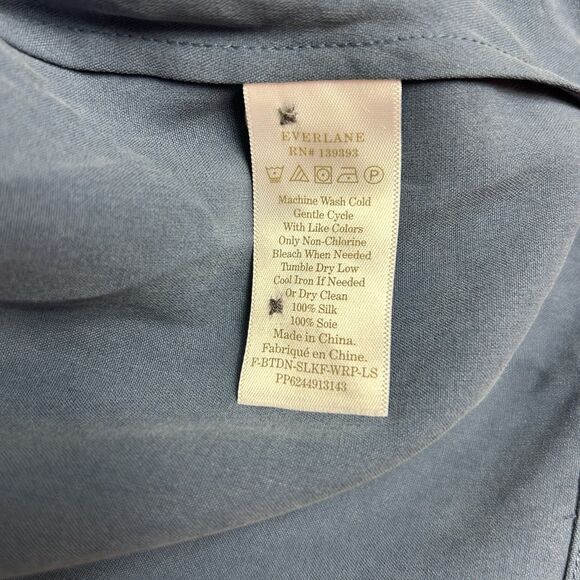 EVERLANE
RN# 139393
P
Machine Wash Cold
Gentle Cycle
With Like Colors
Only Non-Chlorine
Bleach When Needed
Tumble Dry Low
Cool Iron If Needed
Or Dry Clean
100% Silk
100% Soie
Made in China.
Fabriqué en Chine.
F-BTDN-SLKF-WRP-LS
PP6244913143